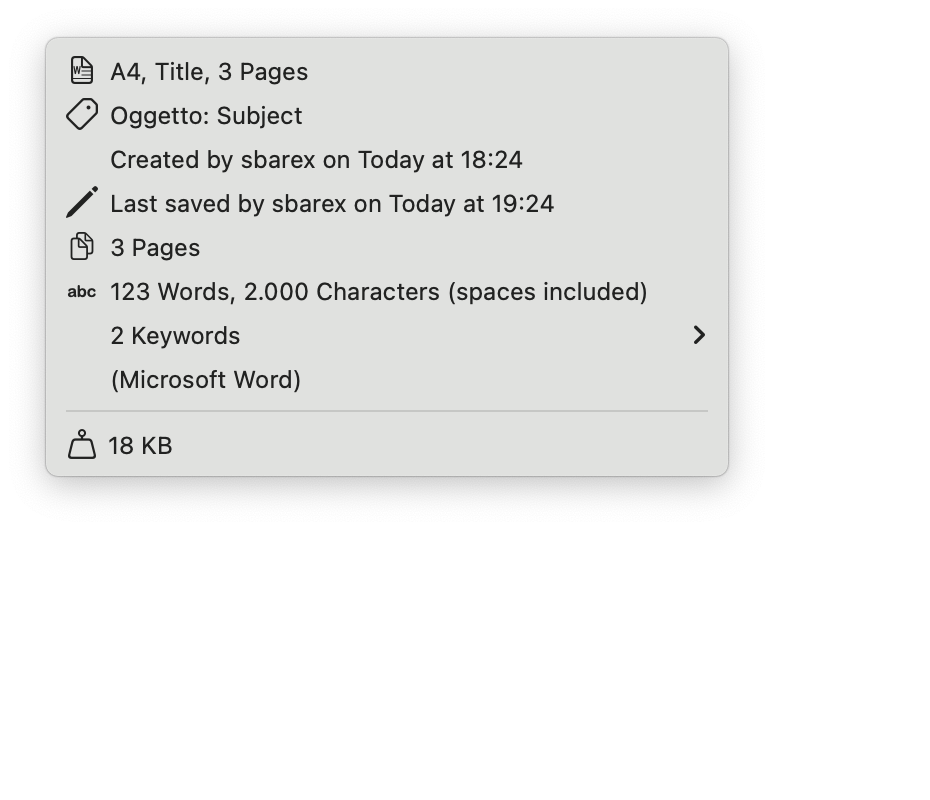 A4, Title, 3 Pages
Oggetto: Subject
Created by sbarex on Today at 18:24
Last saved by sbarex on Today at 19:24
3 Pages
abc 123 Words, 2.000 Characters (spaces included)
2 Keywords
(Microsoft Word)
18 KB